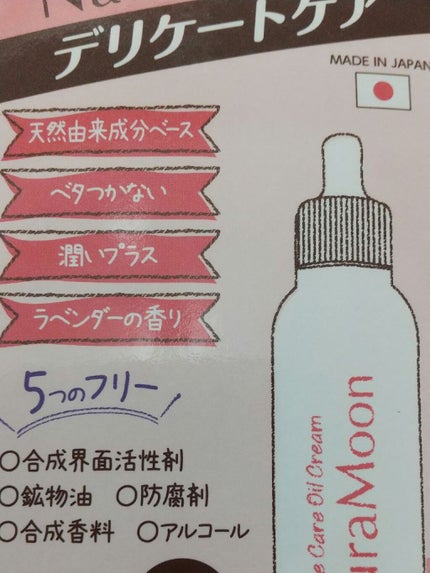 Na
デリケートケア
MADE IN JAPAN
天然由来成分ベース
ベタつかない
潤いプラス
ラベンダーの香り
5つのフリー
○合成界面活性剤
○鉱物油 ○防腐剤
○合成香料 ○アルコール
e Care Oil Cream
uraMoon